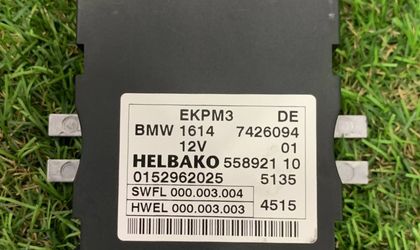 EKPM3 DE
BMW 1614 7426094
12V 01
HELBAKO 558921 10
0152962025 5135
SWFL 000.003.004
HWEL 000.003.003 4515